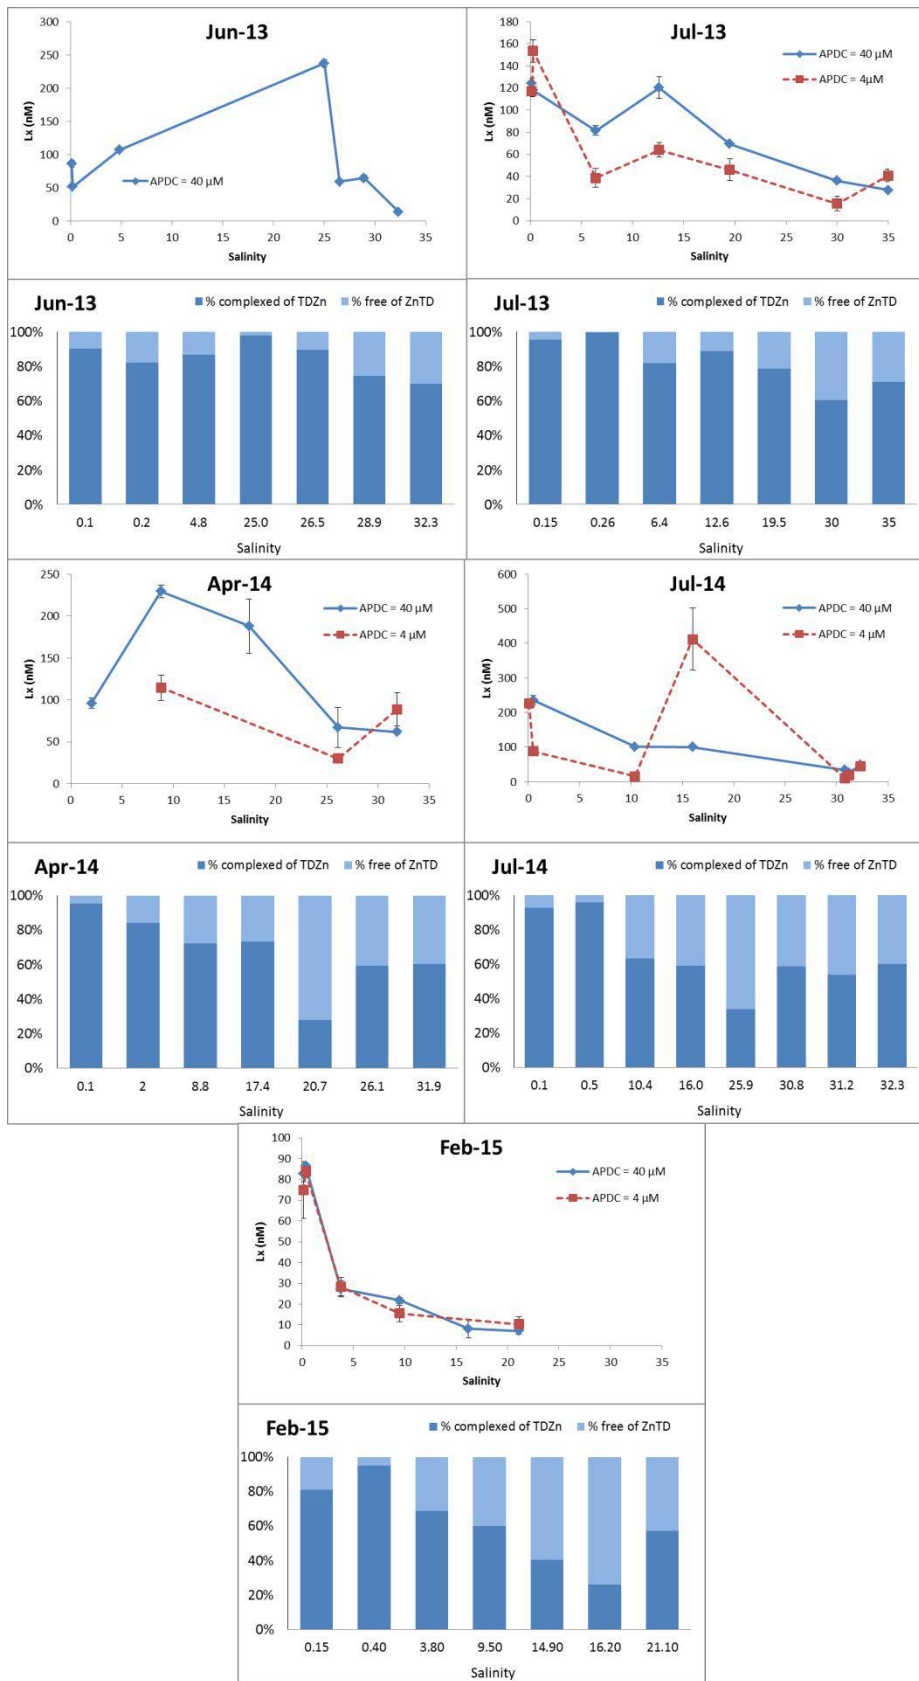 Jun-13
Lx (nM)
300
250
200
150
100
50
0
APDC = 40 µM
0 5 10 15 20 25 30 35
Salinity
Jul-13
Lx (nM)
180
160
140
120
100
80
60
40
20
0
APDC = 40 µM
APDC = 4µM
0 5 10 15 20 25 30 35
Salinity
Jun-13
% complexed of TDZn % free of ZnTD
100%
80%
60%
40%
20%
0%
0.1 0.2 4.8 25.0 26.5 28.9 32.3
Salinity
Jul-13
% complexed of TDZn % free of ZnTD
100%
80%
60%
40%
20%
0%
0.15 0.26 6.4 12.6 19.5 30 35
Salinity
Apr-14
Lx (nM)
250
200
150
100
50
0
APDC = 40 µM
APDC = 4 µM
0 5 10 15 20 25 30 35
Salinity
Jul-14
Lx (nM)
600
500
400
300
200
100
0
APDC = 40 µM
APDC = 4 µM
0 5 10 15 20 25 30 35
Salinity
Apr-14
% complexed of TDZn % free of ZnTD
100%
80%
60%
40%
20%
0%
0.1 2 8.8 17.4 20.7 26.1 31.9
Salinity
Jul-14
% complexed of TDZn % free of ZnTD
100%
80%
60%
40%
20%
0%
0.1 0.5 10.4 16.0 25.9 30.8 31.2 32.3
Salinity
Feb-15
Lx (nM)
100
90
80
70
60
50
40
30
20
10
0
APDC = 40 µM
APDC = 4 µM
0 5 10 15 20 25 30 35
Salinity
Feb-15
% complexed of TDZn % free of ZnTD
100%
80%
60%
40%
20%
0%
0.15 0.40 3.80 9.50 14.90 16.20 21.10
Salinity